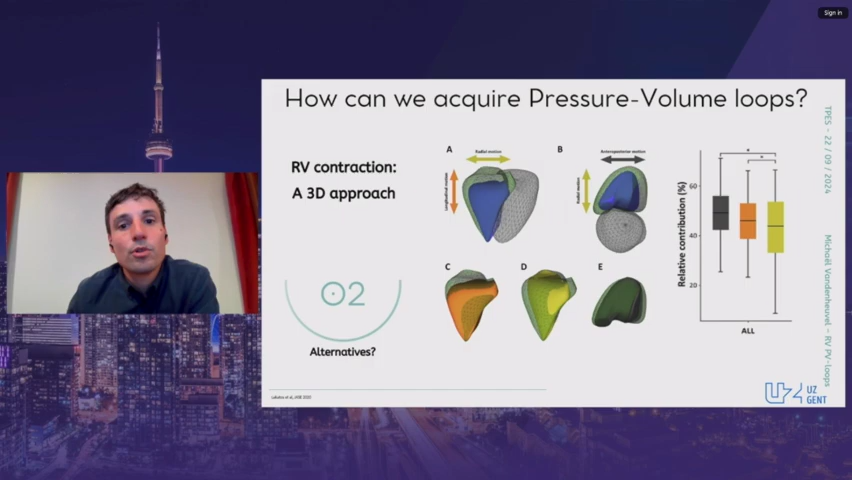 Sign in
How can we acquire Pressure-Volume loops?
RV contraction:
A 3D approach
O2
Alternatives?
A
Radial motion
Longitudinal motion
B
Anteroposterior motion
Radial motion
C
D
E
Relative contribution (%)
60
40
20
*
*
ALL
TPES – 22 / 09 / 2024
Michaël Vandenheuvel – RV PV-loops
UZ
GENT